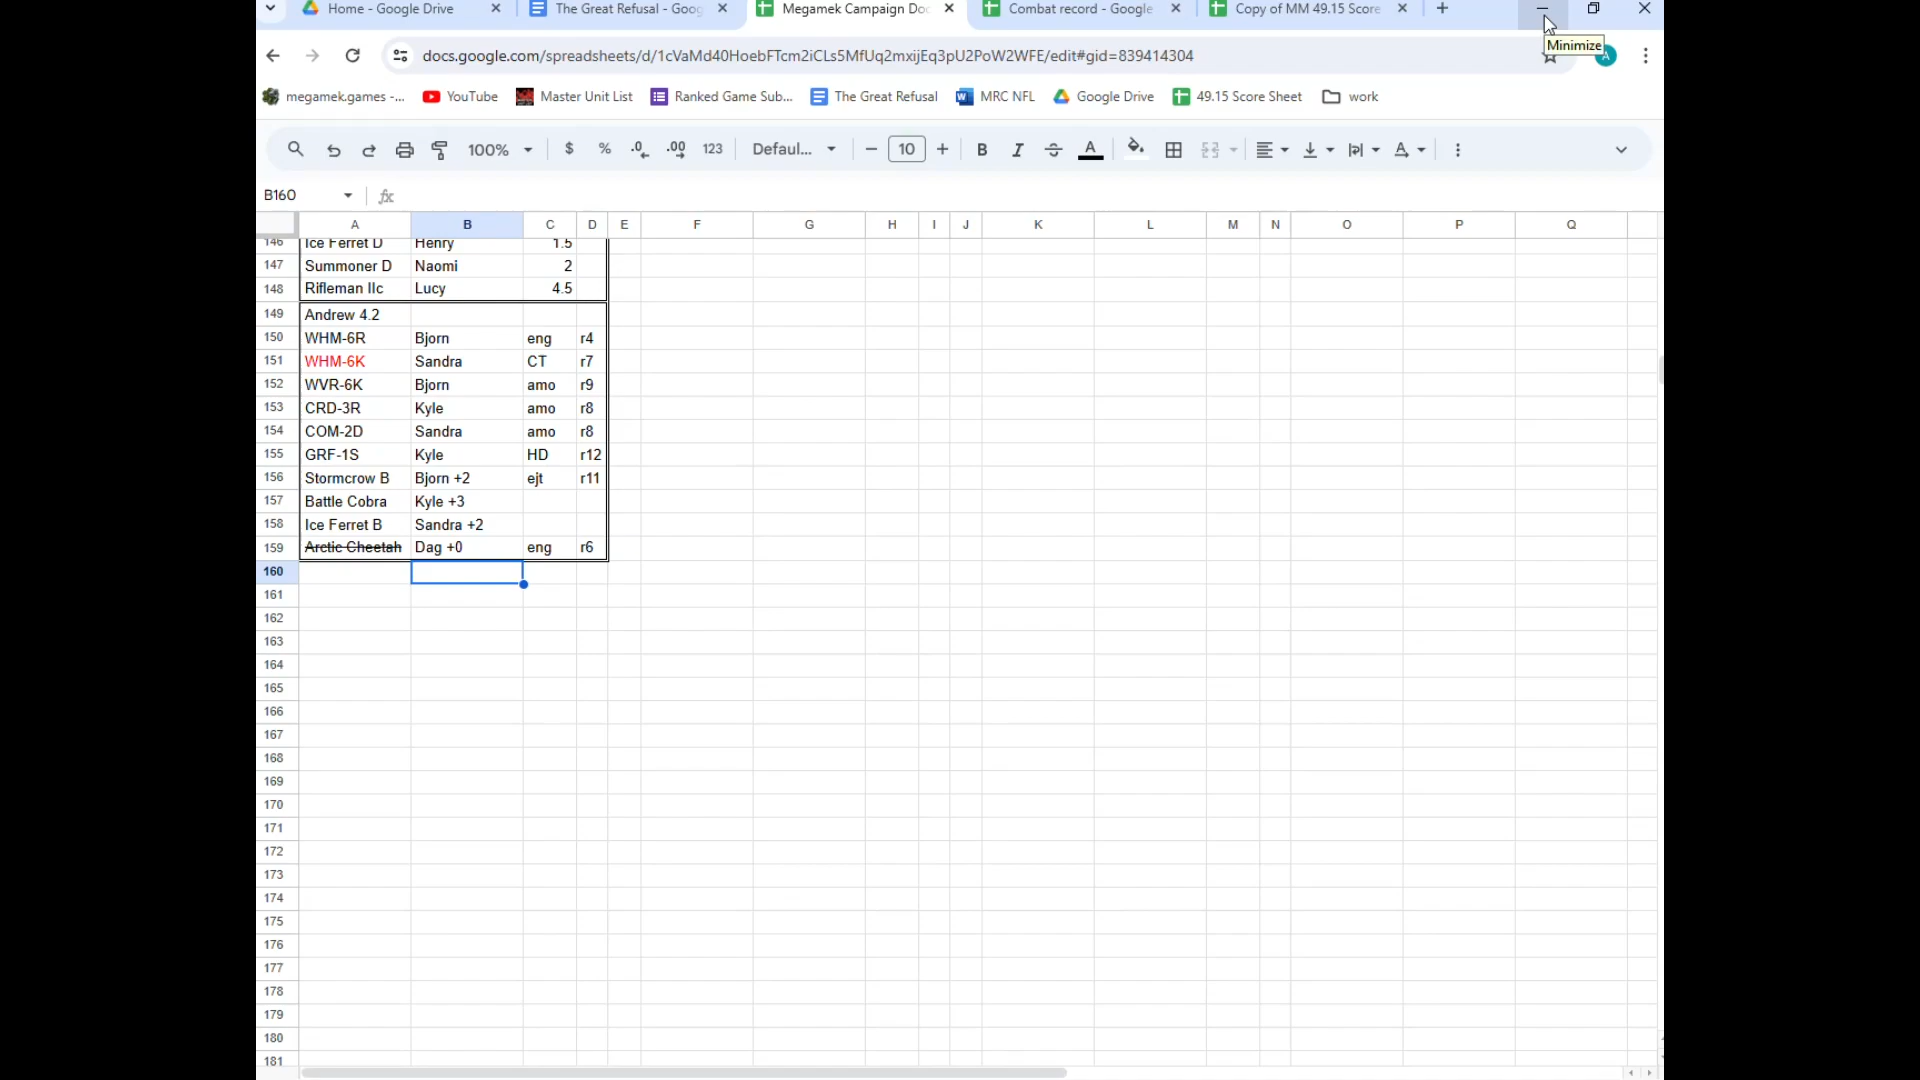 Home - Google Drive
The Great Refusal - Goog
Megamek Campaign Doc
Combat record - Google
Copy of MM 49.15 Score
Minimize
docs.google.com/spreadsheets/d/1cVaMd40HoebFTcm2iCLs5MfUq2mxijEq3pU2PoW2WFE/edit#gid=839414304
A
megamek.games -...
YouTube
Master Unit List
Ranked Game Sub...
The Great Refusal
MRC NFL
Google Drive
49.15 Score Sheet
work
100% $ % .0 .00 123 Defaul... 10 B I A
B160 fx
A B C D E F G H I J K L M N O P Q
146 Ice Ferret D Henry 1.5
147 Summoner D Naomi 2
148 Rifleman IIc Lucy 4.5
149 Andrew 4.2
150 WHM-6R Bjorn eng r4
151 WHM-6K Sandra CT r7
152 WVR-6K Bjorn amo r9
153 CRD-3R Kyle amo r8
154 COM-2D Sandra amo r8
155 GRF-1S Kyle HD r12
156 Stormcrow B Bjorn +2 ejt r11
157 Battle Cobra Kyle +3
158 Ice Ferret B Sandra +2
159 Arctic Cheetah Dag +0 eng r6
160
161
162
163
164
165
166
167
168
169
170
171
172
173
174
175
176
177
178
179
180
181